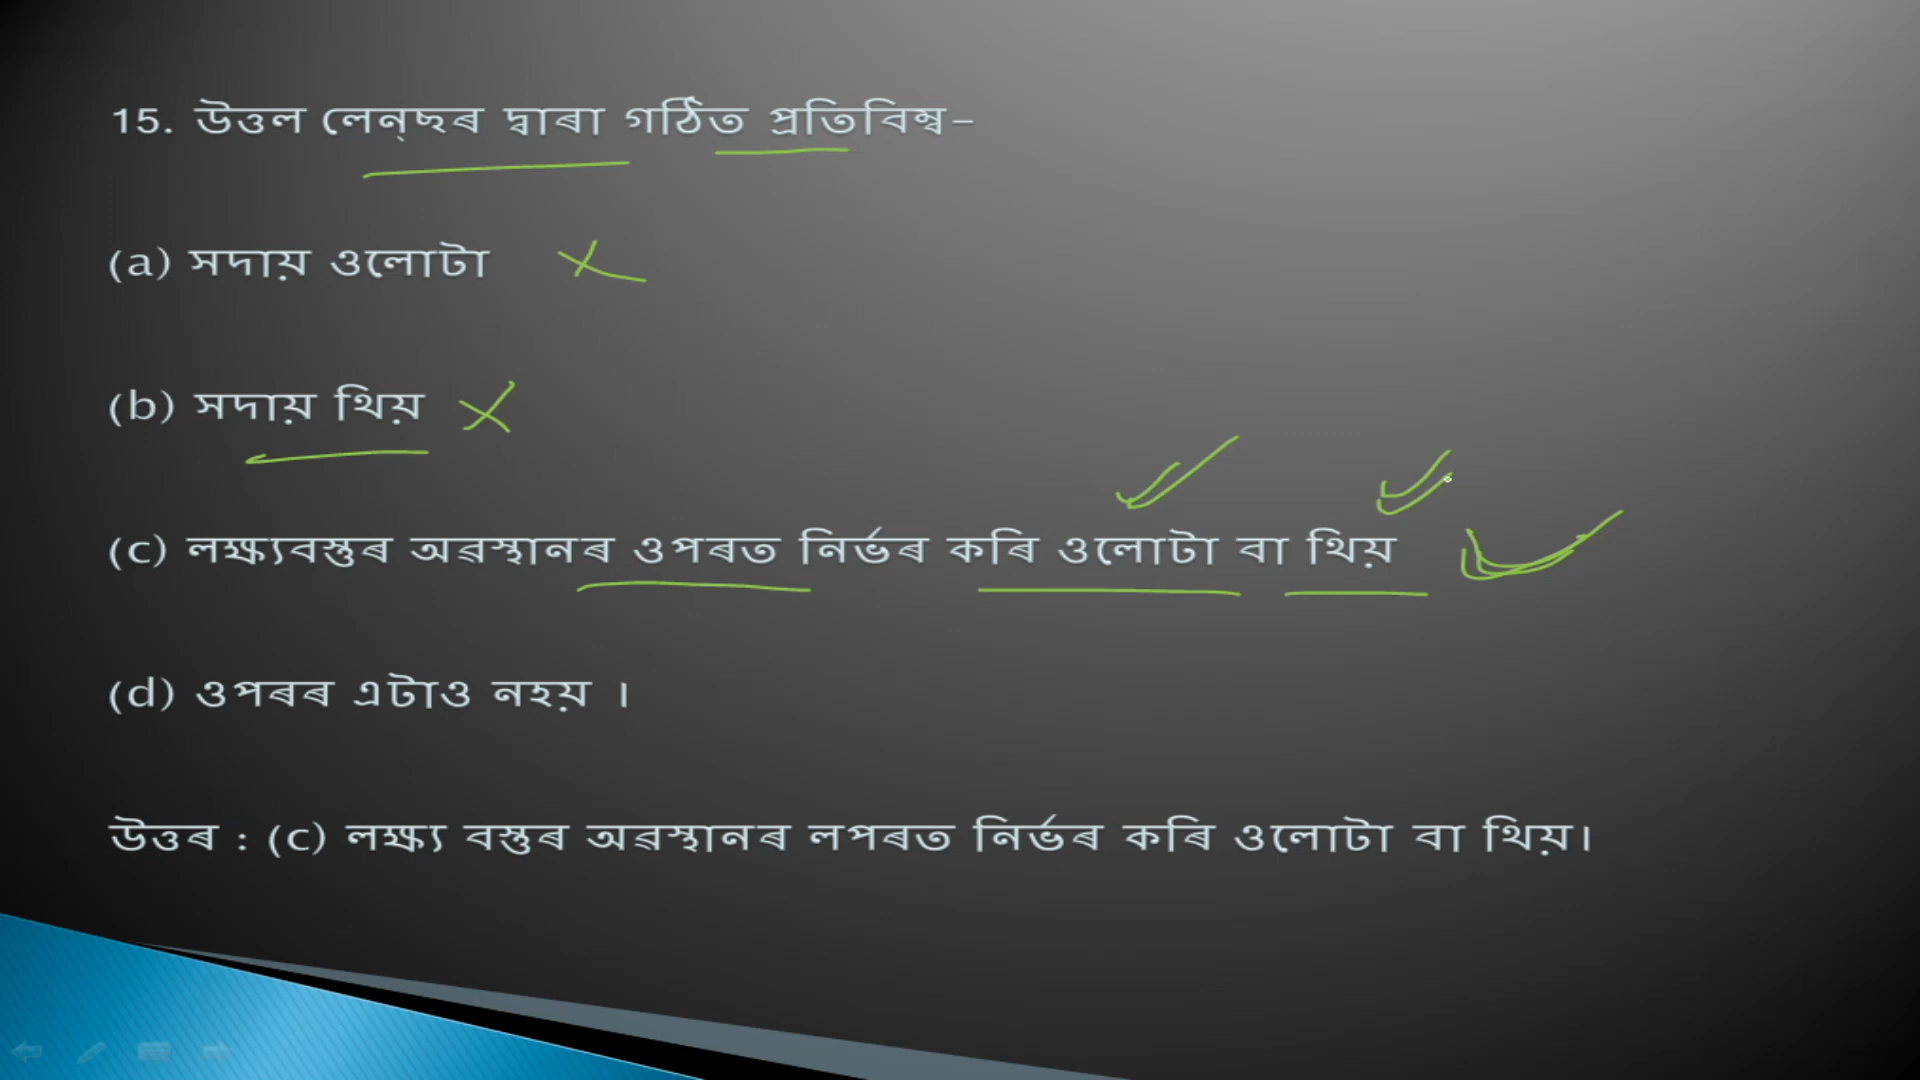 15. উত্তল লেন্ছৰ দ্বাৰা গঠিত প্ৰতিবিম্ব–
(a) সদায় ওলোটা
(b) সদায় থিয়
(c) লক্ষ্যবস্তুৰ অৱস্থানৰ ওপৰত নিৰ্ভৰ কৰি ওলোটা বা থিয়
(d) ওপৰৰ এটাও নহয় ।
উত্তৰ : (c) লক্ষ্য বস্তুৰ অৱস্থানৰ লপৰত নিৰ্ভৰ কৰি ওলোটা বা থিয়।